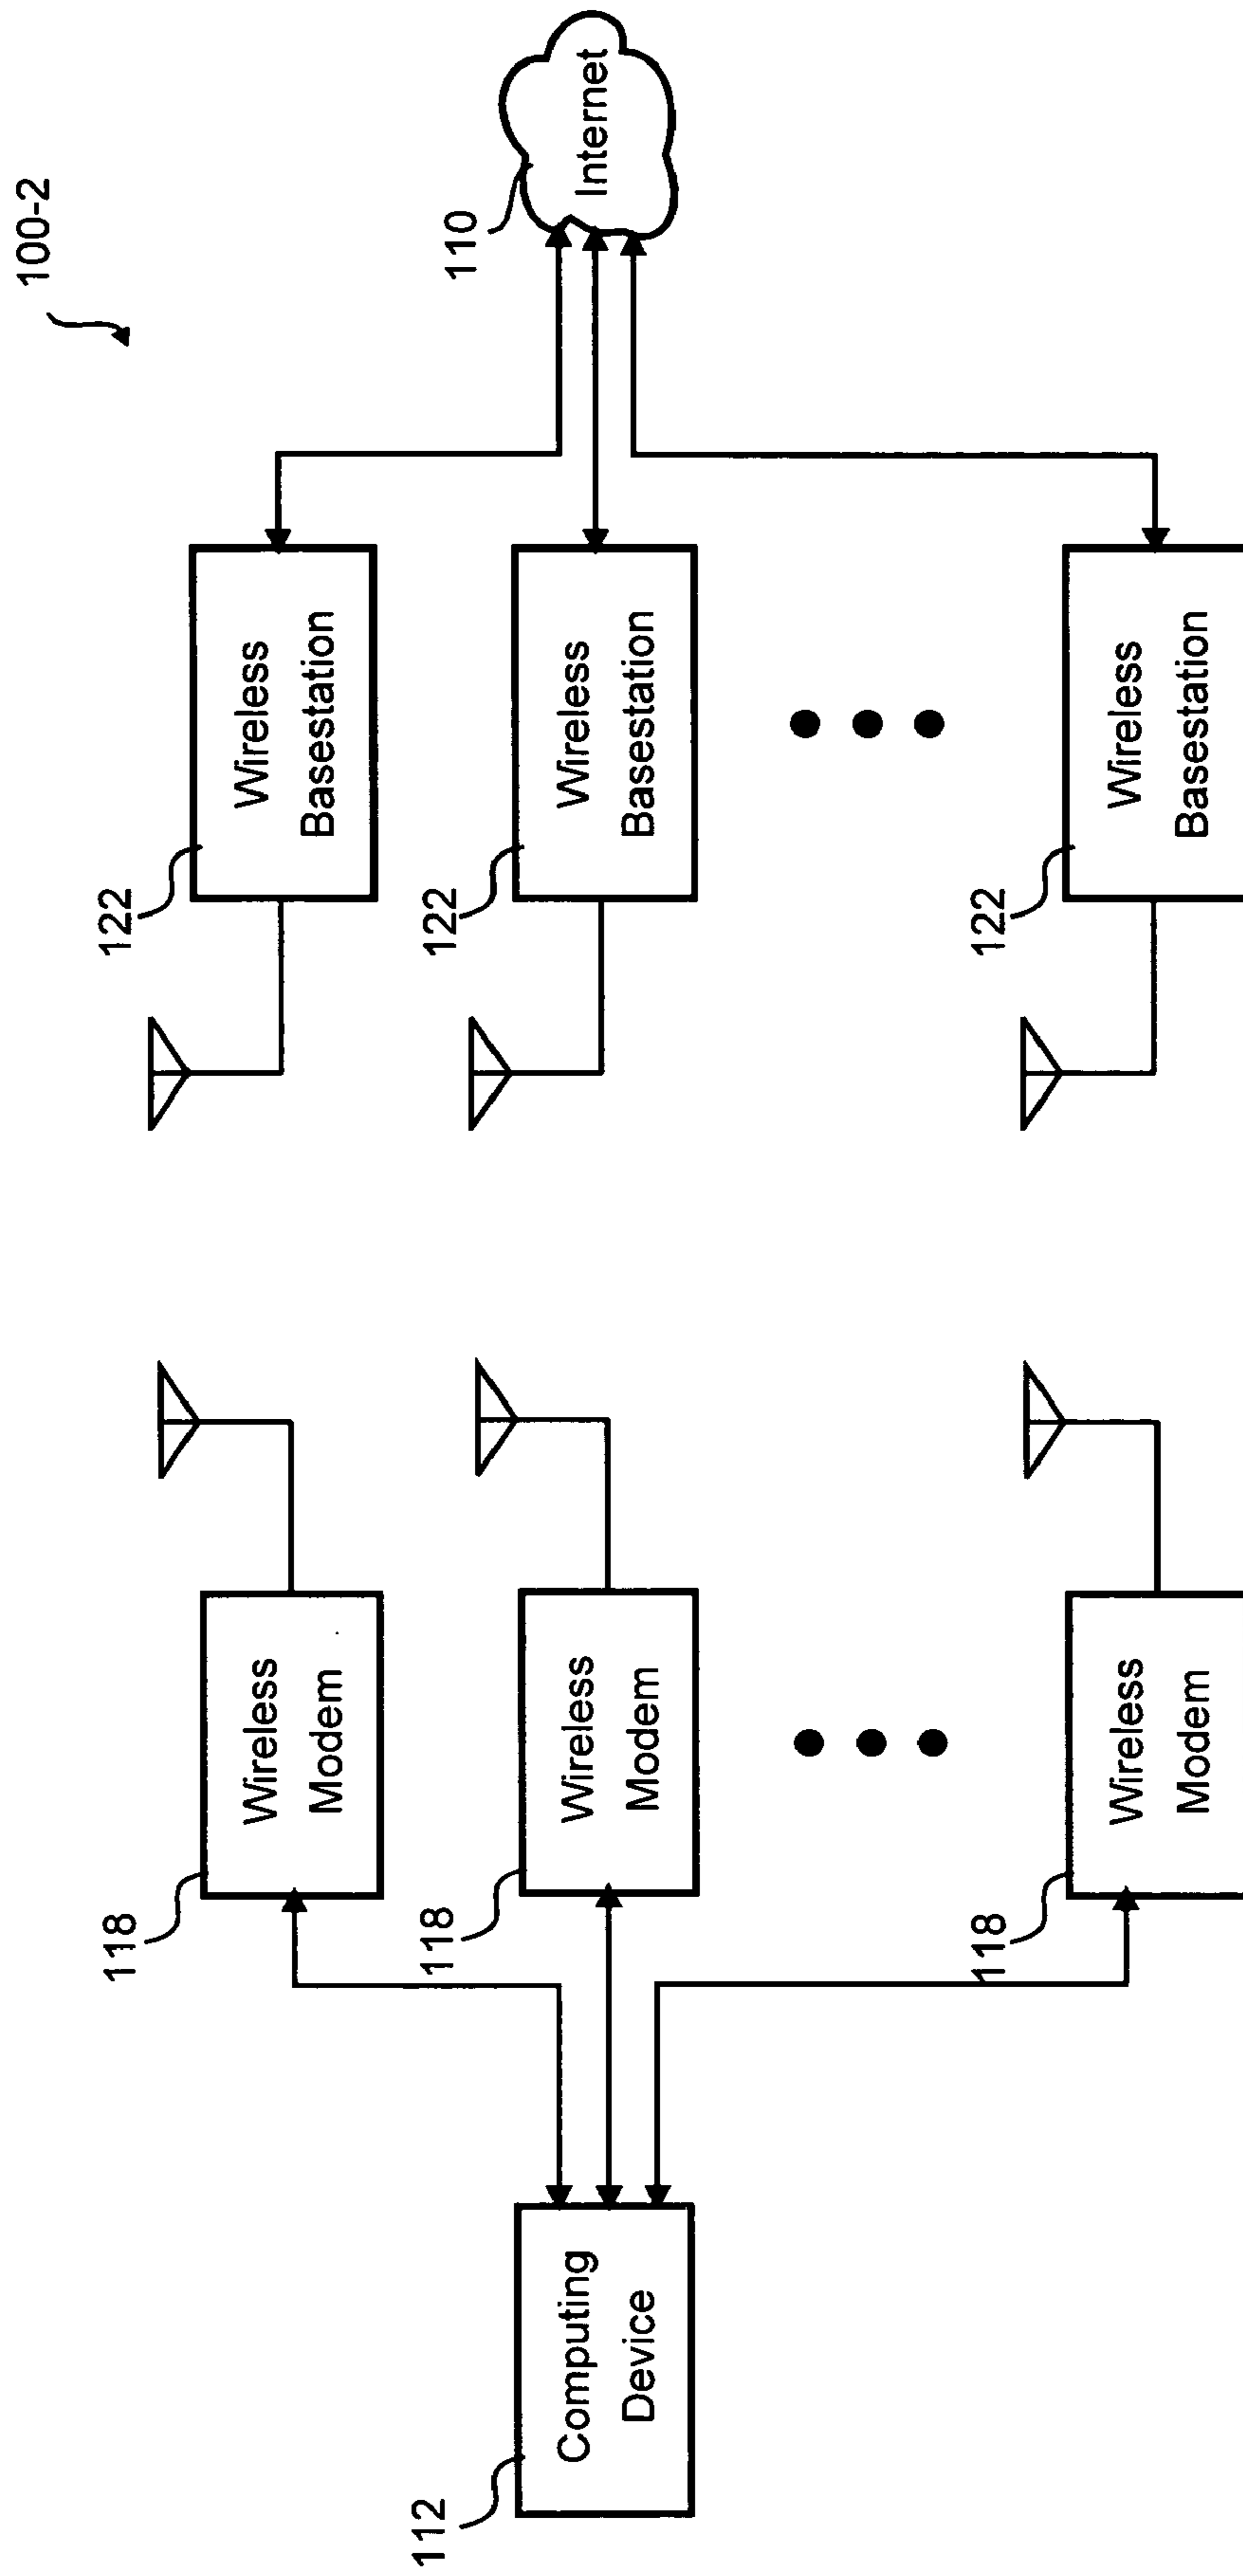 100-2
122
Wireless
Basestation
110
Internet
118
Wireless
Modem
122
Wireless
Basestation
112
Computing
Device
118
Wireless
Modem
122
Wireless
Basestation
118
Wireless
Modem